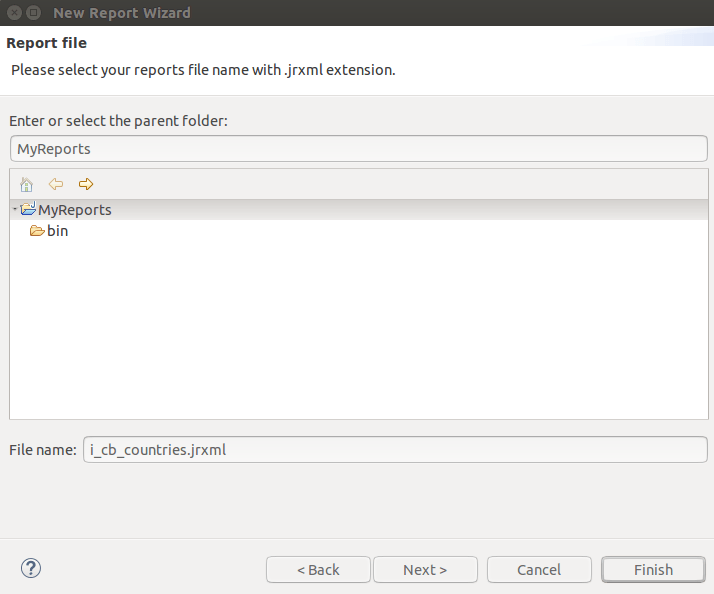 New Report Wizard
Report file
Please select your reports file name with .jrxml extension.
Enter or select the parent folder:
MyReports
MyReports
bin
File name: i_cb_countries.jrxml
? < Back Next > Cancel Finish